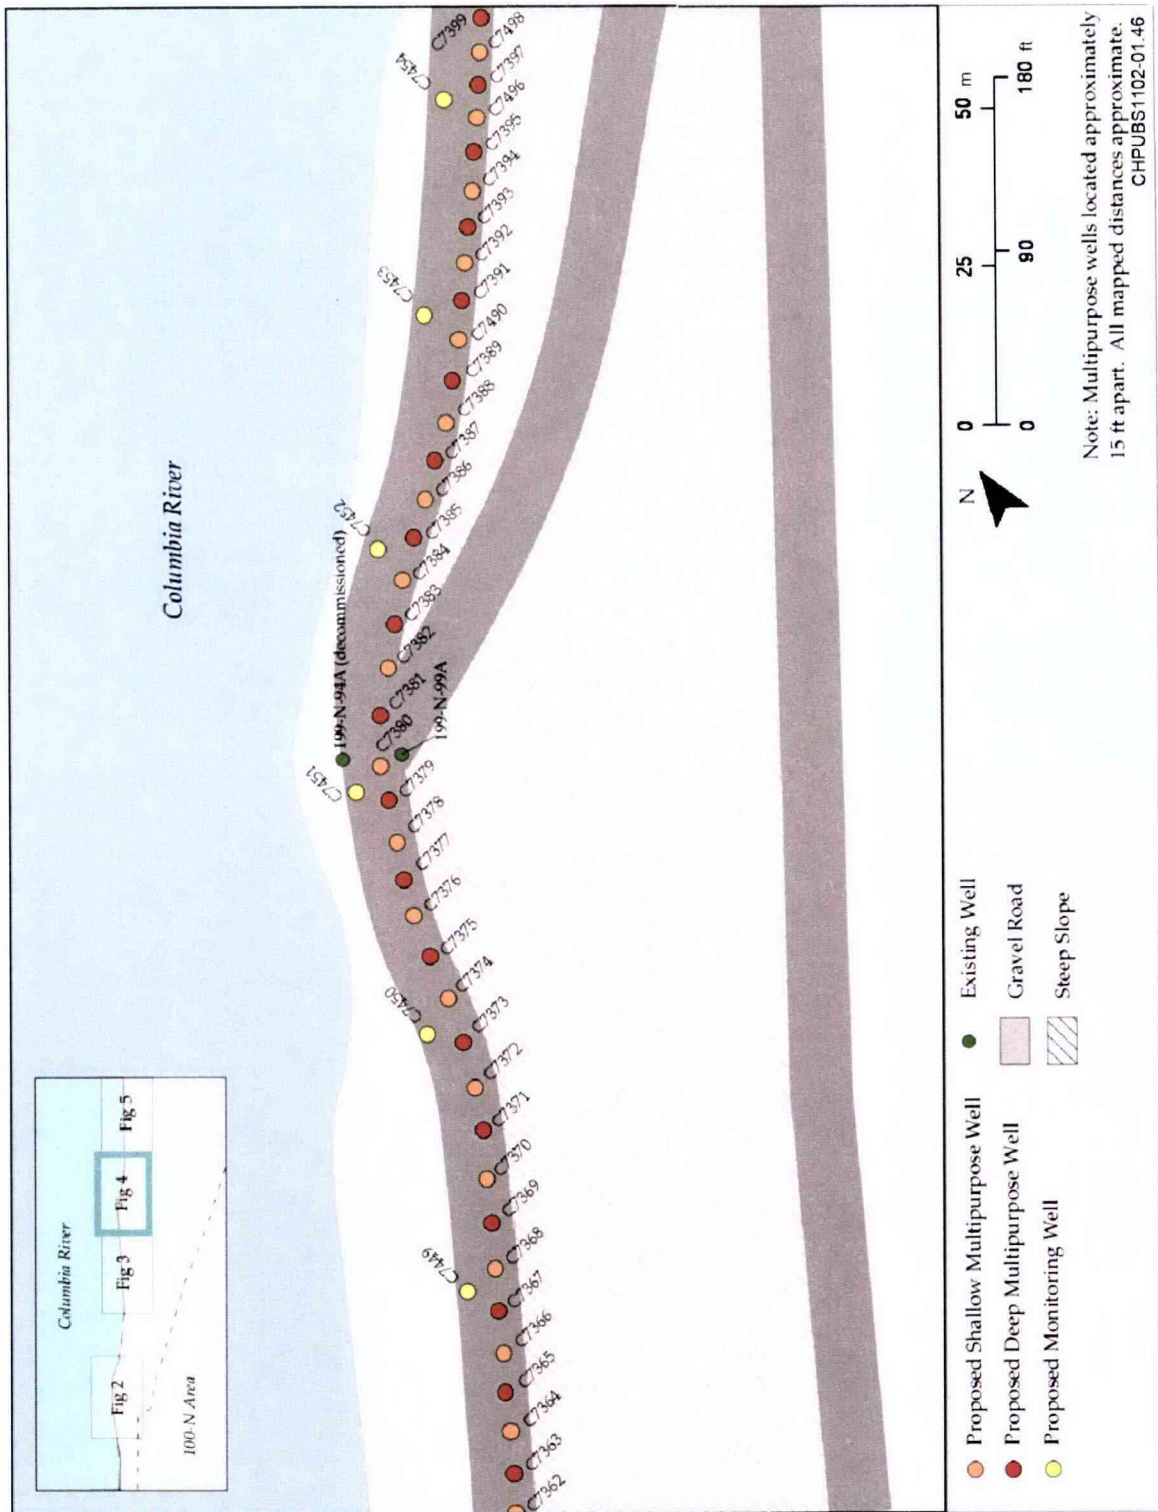 Columbia River
Fig 2
Fig 3
Fig 4
Fig 5
100-N Area
Columbia River
C7449
C7450
C7451
199-N-94A (decommissioned)
C7452
C7453
C7454
C7362
C7363
C7364
C7365
C7366
C7367
C7368
C7369
C7370
C7371
C7372
C7373
C7374
C7375
C7376
C7377
C7378
C7379
C7380
C7381
199-N-99A
C7382
C7383
C7384
C7385
C7386
C7387
C7388
C7389
C7490
C7391
C7392
C7393
C7394
C7395
C7496
C7397
C7498
C7399
Proposed Shallow Multipurpose Well
Proposed Deep Multipurpose Well
Proposed Monitoring Well
Existing Well
Gravel Road
Steep Slope
N
0 25 50 m
0 90 180 ft
Note: Multipurpose wells located approximately
15 ft apart. All mapped distances approximate.
CHPUBS1102-01.46